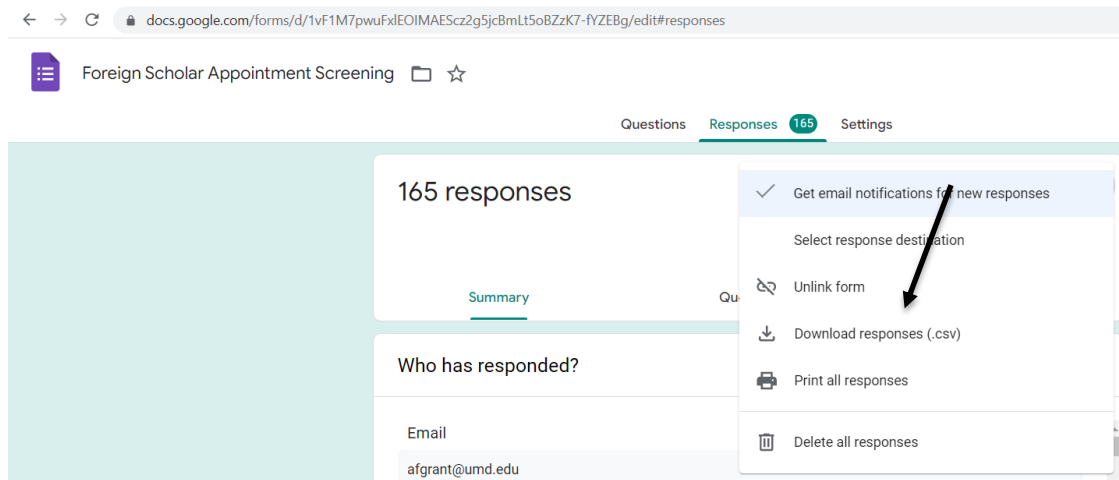 docs.google.com/forms/d/1vF1M7pwuFxlEOIMAEScz2g5jcBmLt5oBZzK7-fYZEBg/edit#responses
Foreign Scholar Appointment Screening
Questions Responses 165 Settings
165 responses
Get email notifications for new responses
Select response destination
Unlink form
Summary Qu
Download responses (.csv)
Who has responded?
Print all responses
Email
Delete all responses
afgrant@umd.edu